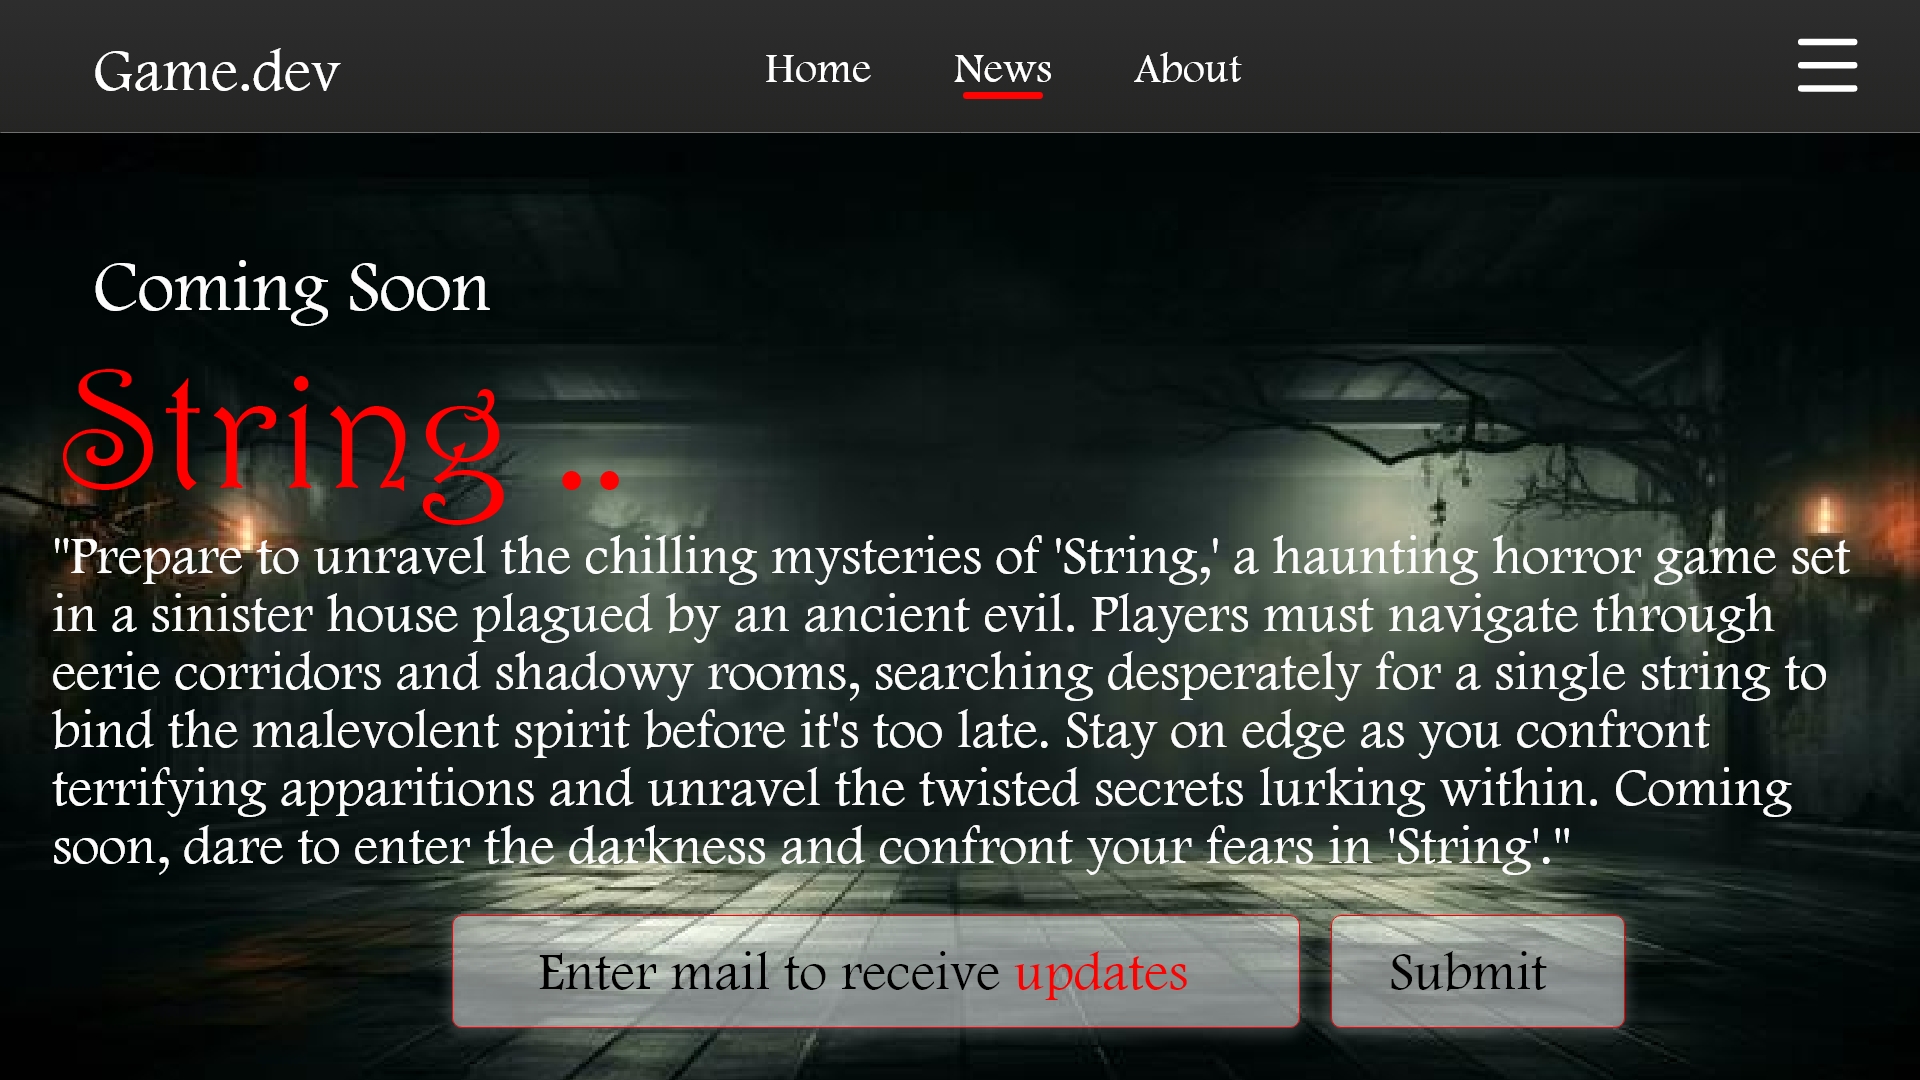 Game.dev
Home News About
Coming Soon
String ..
"Prepare to unravel the chilling mysteries of 'String,' a haunting horror game set
in a sinister house plagued by an ancient evil. Players must navigate through
eerie corridors and shadowy rooms, searching desperately for a single string to
bind the malevolent spirit before it's too late. Stay on edge as you confront
terrifying apparitions and unravel the twisted secrets lurking within. Coming
soon, dare to enter the darkness and confront your fears in 'String'."
Enter mail to receive updates
Submit